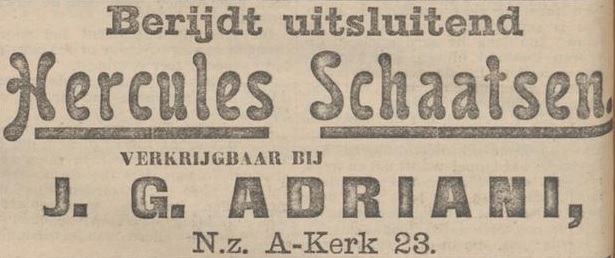 Berijdt uitsluitend
Hercules Schaatsen
VERKRIJGBAAR BIJ
J. G. ADRIANI,
N.z. A-Kerk 23.